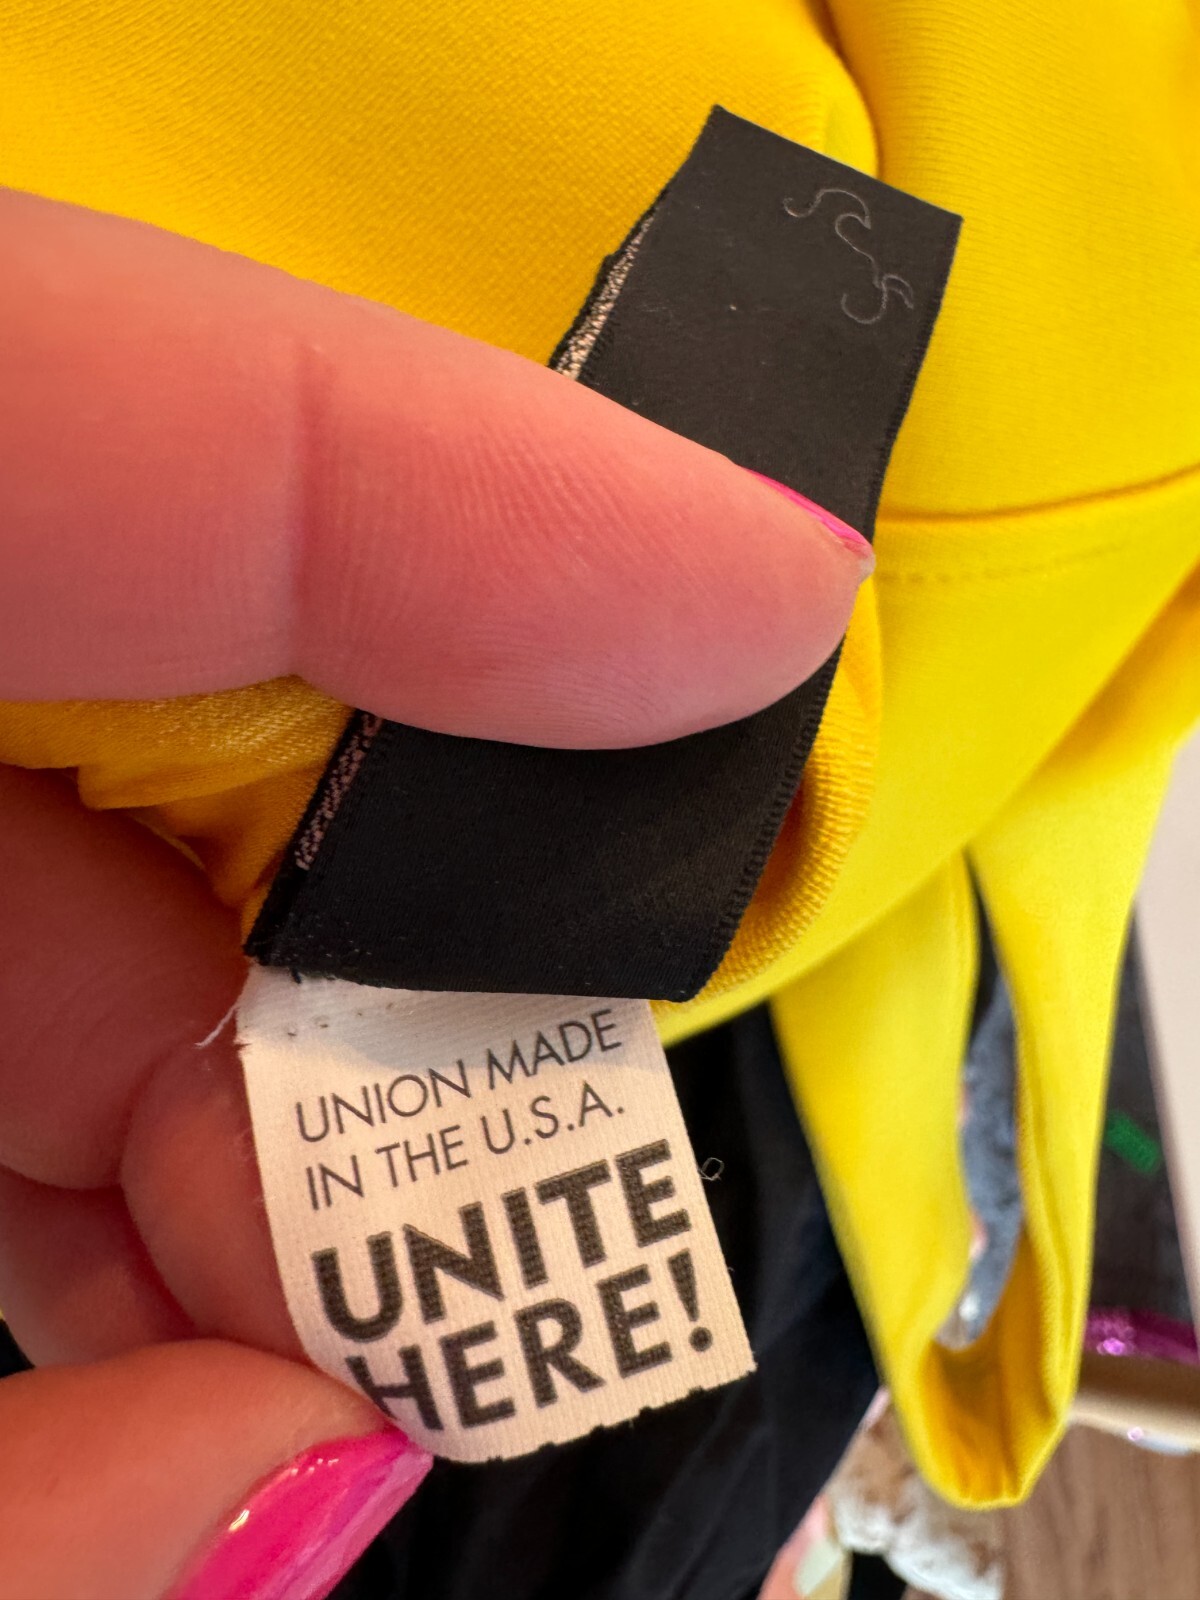 UNION MADE
IN THE U.S.A.
UNITE
HERE!